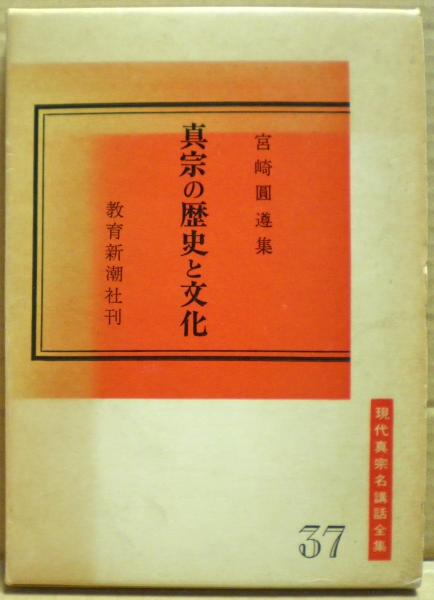 宮崎圓遵集
真宗の歴史と文化
教育新潮社刊
現代真宗名講話全集
37